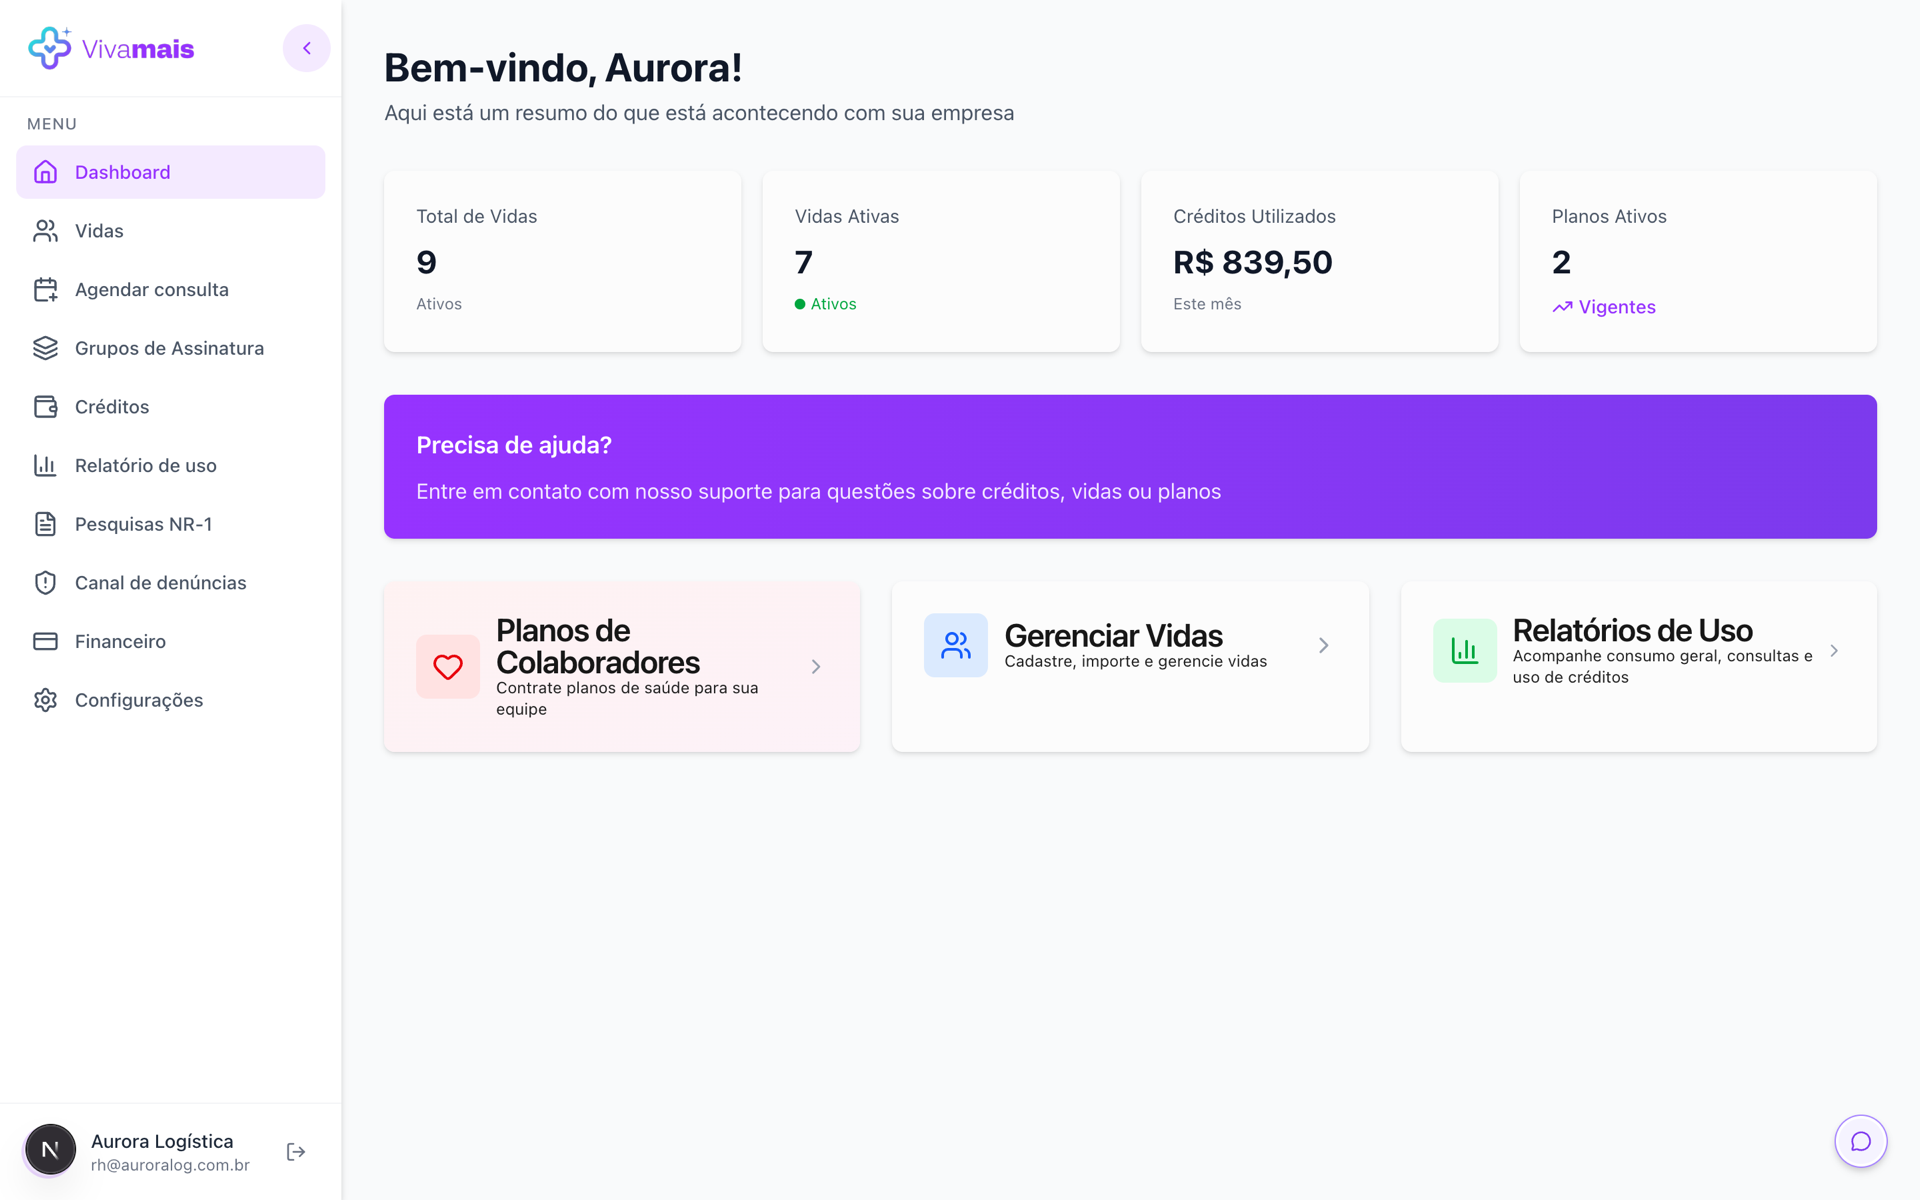 Vivamais
MENU
Dashboard
Vidas
Agendar consulta
Grupos de Assinatura
Créditos
Relatório de uso
Pesquisas NR-1
Canal de denúncias
Financeiro
Configurações
N
Aurora Logística
rh@auroralog.com.br
Bem-vindo, Aurora!
Aqui está um resumo do que está acontecendo com sua empresa
Total de Vidas
9
Ativos
Vidas Ativas
7
Ativos
Créditos Utilizados
R$ 839,50
Este mês
Planos Ativos
2
Vigentes
Precisa de ajuda?
Entre em contato com nosso suporte para questões sobre créditos, vidas ou planos
Planos de
Colaboradores
Contrate planos de saúde para sua
equipe
Gerenciar Vidas
Cadastre, importe e gerencie vidas
Relatórios de Uso
Acompanhe consumo geral, consultas e
uso de créditos